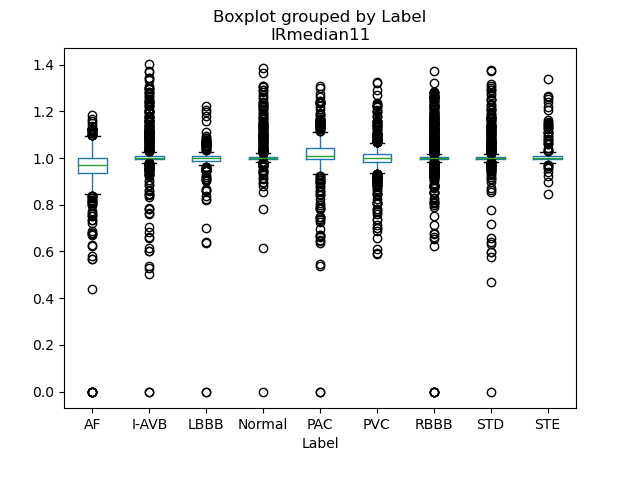 Boxplot grouped by Label
IRmedian11
1.4
1.2
1.0
0.8
0.6
0.4
0.2
0.0
AF I-AVB LBBB Normal PAC PVC RBBB STD STE
Label